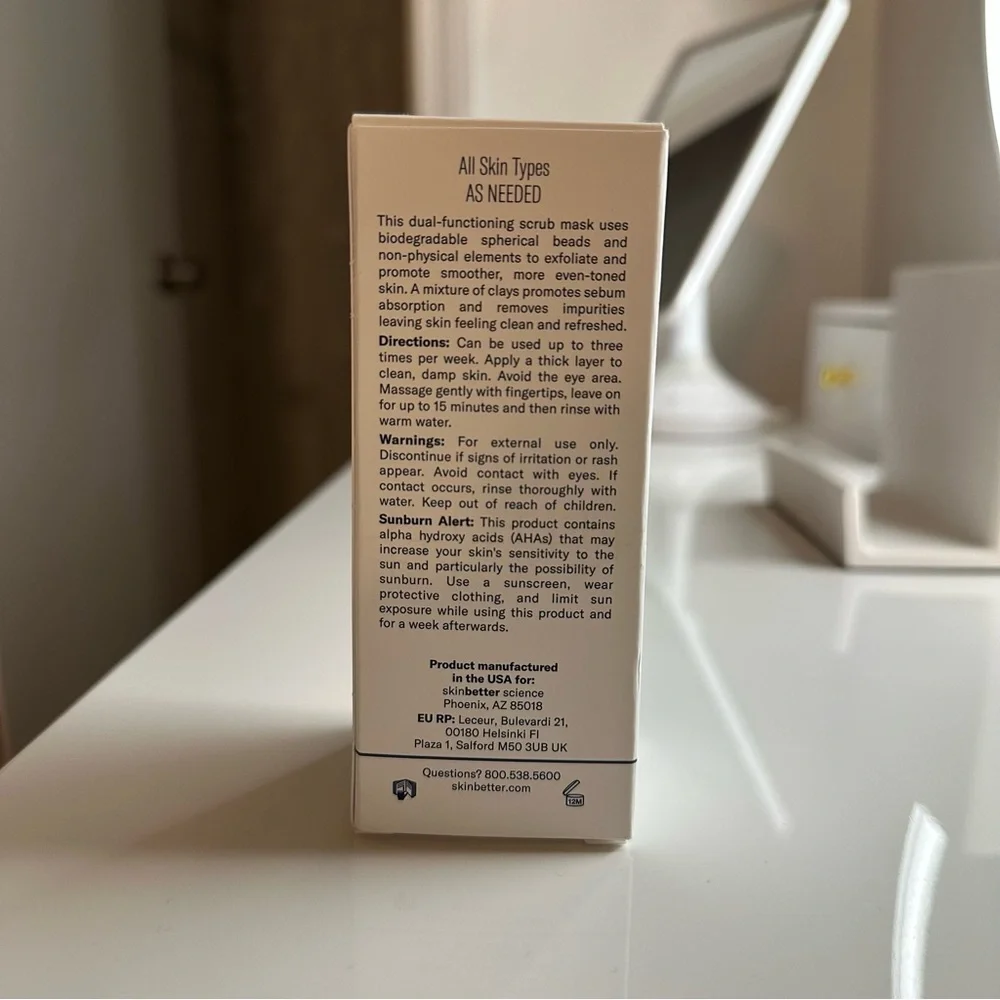 All Skin Types
AS NEEDED
This dual-functioning scrub mask uses
biodegradable spherical beads and
non-physical elements to exfoliate and
promote smoother, more even-toned
skin. A mixture of clays promotes sebum
absorption and removes impurities
leaving skin feeling clean and refreshed.
Directions: Can be used up to three
times per week. Apply a thick layer to
clean, damp skin. Avoid the eye area.
Massage gently with fingertips, leave on
for up to 15 minutes and then rinse with
warm water.
Warnings: For external use only.
Discontinue if signs of irritation or rash
appear. Avoid contact with eyes. If
contact occurs, rinse thoroughly with
water. Keep out of reach of children.
Sunburn Alert: This product contains
alpha hydroxy acids (AHAs) that may
increase your skin's sensitivity to the
sun and particularly the possibility of
sunburn. Use a sunscreen, wear
protective clothing, and limit sun
exposure while using this product and
for a week afterwards.
Product manufactured
in the USA for:
skinbetter science
Phoenix, AZ 85018
EU RP: Leceur, Bulevardi 21,
00180 Helsinki FI
Plaza 1, Salford M50 3UB UK
Questions? 800.538.5600
skinbetter.com
12M